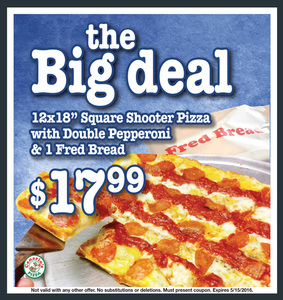 the
Big deal
12x18” Square Shooter Pizza
with Double Pepperoni
& 1 Fred Bread
Fred Bread
$17.99
Not valid with any other offer. No substitutions or deletions. Must present coupon. Expires 5/15/2016.